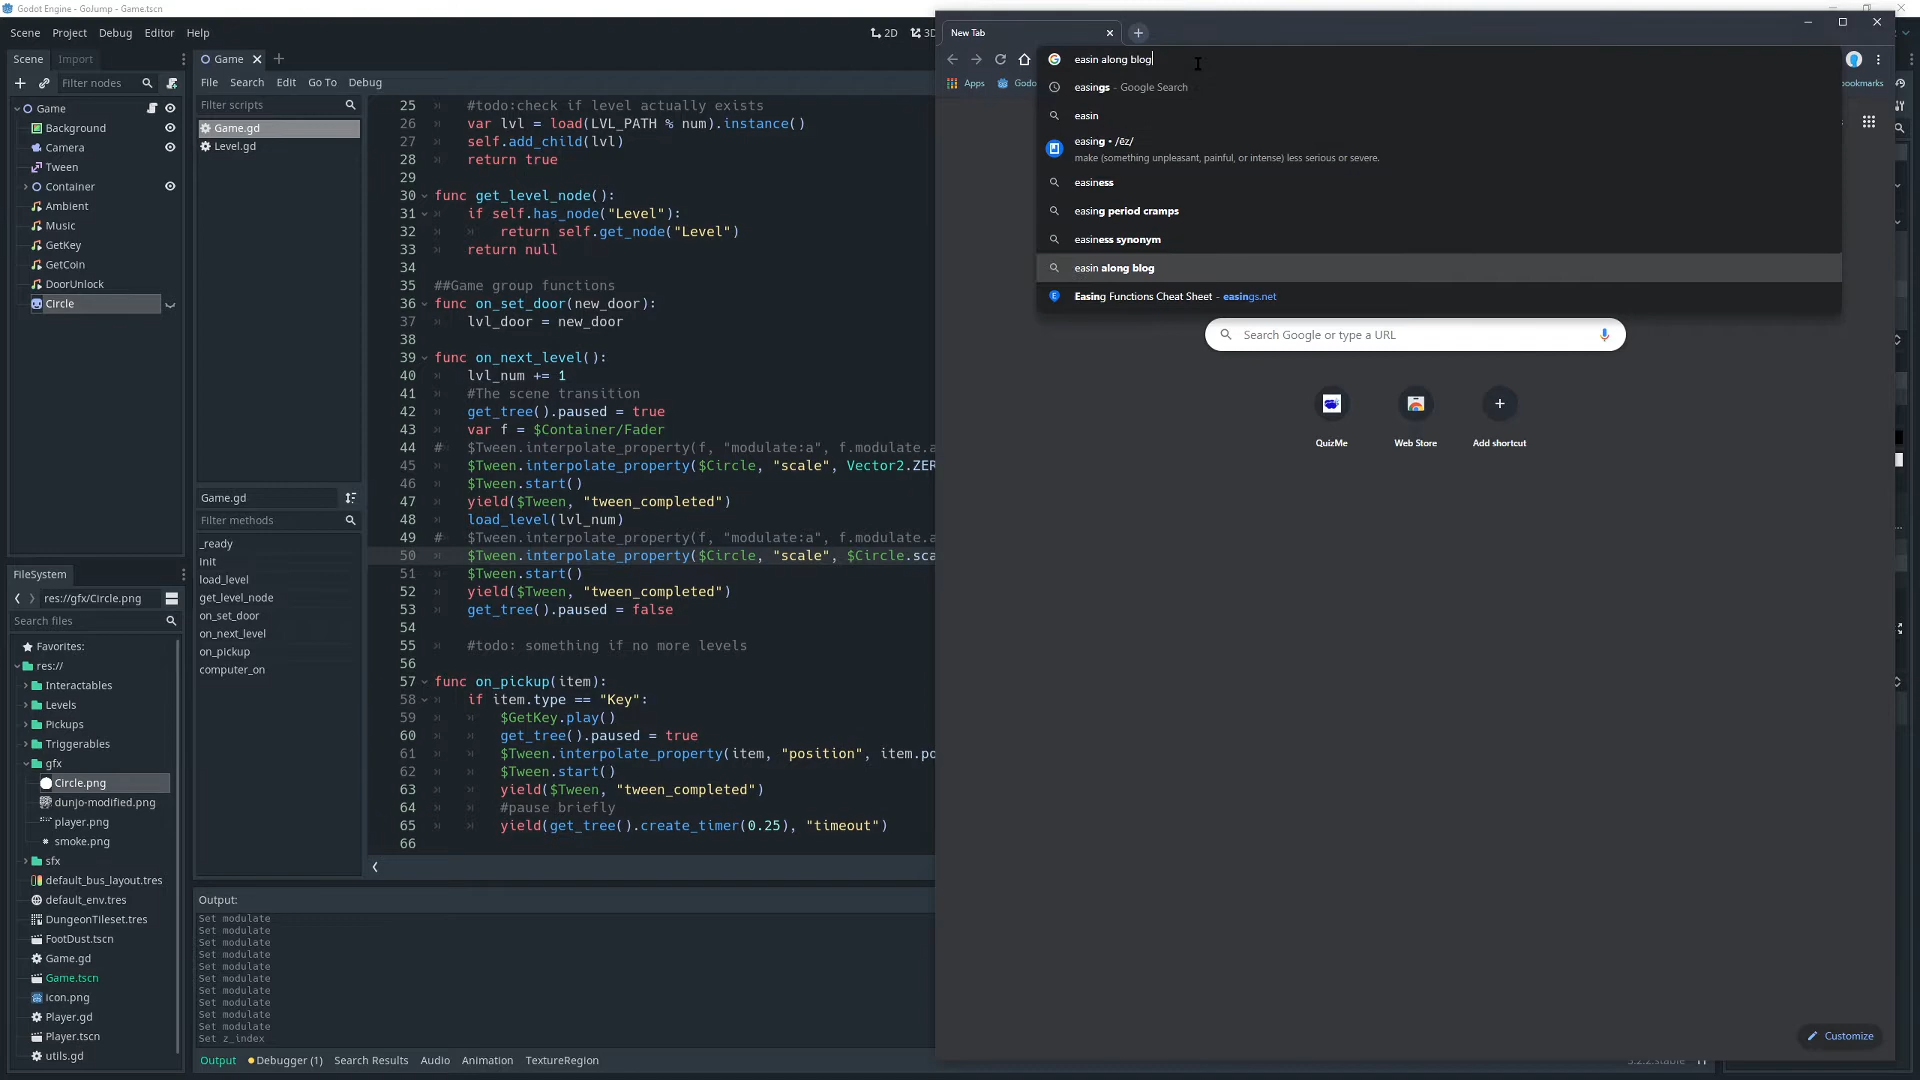 Godot Engine - GoJump - Game.tscn
Scene Project Debug Editor Help
2D 3D
Scene Import
Filter nodes
Game
Background
Camera
Tween
Container
Ambient
Music
GetKey
GetCoin
DoorUnlock
Circle
FileSystem
res://gfx/Circle.png
Search files
Favorites:
res://
Interactables
Levels
Pickups
Triggerables
gfx
Circle.png
dunjo-modified.png
player.png
smoke.png
sfx
default_bus_layout.tres
default_env.tres
DungeonTileset.tres
FootDust.tscn
Game.gd
Game.tscn
icon.png
Player.gd
Player.tscn
utils.gd
Game
File Search Edit Go To Debug
Filter scripts
Game.gd
Level.gd
Game.gd
Filter methods
_ready
init
load_level
get_level_node
on_set_door
on_next_level
on_pickup
computer_on
25 #todo:check if level actually exists
26 var lvl = load(LVL_PATH % num).instance()
27 self.add_child(lvl)
28 return true
29
30 func get_level_node():
31 if self.has_node("Level"):
32 return self.get_node("Level")
33 return null
34
35 ##Game group functions
36 func on_set_door(new_door):
37 lvl_door = new_door
38
39 func on_next_level():
40 lvl_num += 1
41 #The scene transition
42 get_tree().paused = true
43 var f = $Container/Fader
44 # $Tween.interpolate_property(f, "modulate:a", f.modulate.a
45 $Tween.interpolate_property($Circle, "scale", Vector2.ZER
46 $Tween.start()
47 yield($Tween, "tween_completed")
48 load_level(lvl_num)
49 # $Tween.interpolate_property(f, "modulate:a", f.modulate.a
50 $Tween.interpolate_property($Circle, "scale", $Circle.sca
51 $Tween.start()
52 yield($Tween, "tween_completed")
53 get_tree().paused = false
54
55 #todo: something if no more levels
56
57 func on_pickup(item):
58 if item.type == "Key":
59 $GetKey.play()
60 get_tree().paused = true
61 $Tween.interpolate_property(item, "position", item.po
62 $Tween.start()
63 yield($Tween, "tween_completed")
64 #pause briefly
65 yield(get_tree().create_timer(0.25), "timeout")
66
Output:
Set modulate
Set modulate
Set modulate
Set modulate
Set modulate
Set modulate
Set modulate
Set modulate
Set modulate
Set modulate
Set z_index
Output Debugger (1) Search Results Audio Animation TextureRegion
New Tab
easin along blog
Apps Godo
bookmarks
easings - Google Search
easin
easing • /ēz/
make (something unpleasant, painful, or intense) less serious or severe.
easiness
easing period cramps
easiness synonym
easin along blog
Easing Functions Cheat Sheet - easings.net
Search Google or type a URL
QuizMe Web Store Add shortcut
Customize